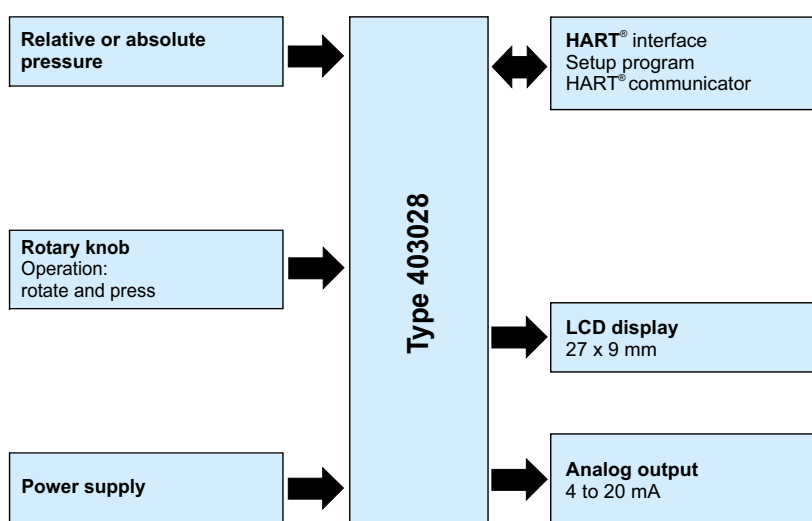 Relative or absolute
pressure
Rotary knob
Operation:
rotate and press
Power supply
Type 403028
HART® interface
Setup program
HART® communicator
LCD display
27 x 9 mm
Analog output
4 to 20 mA